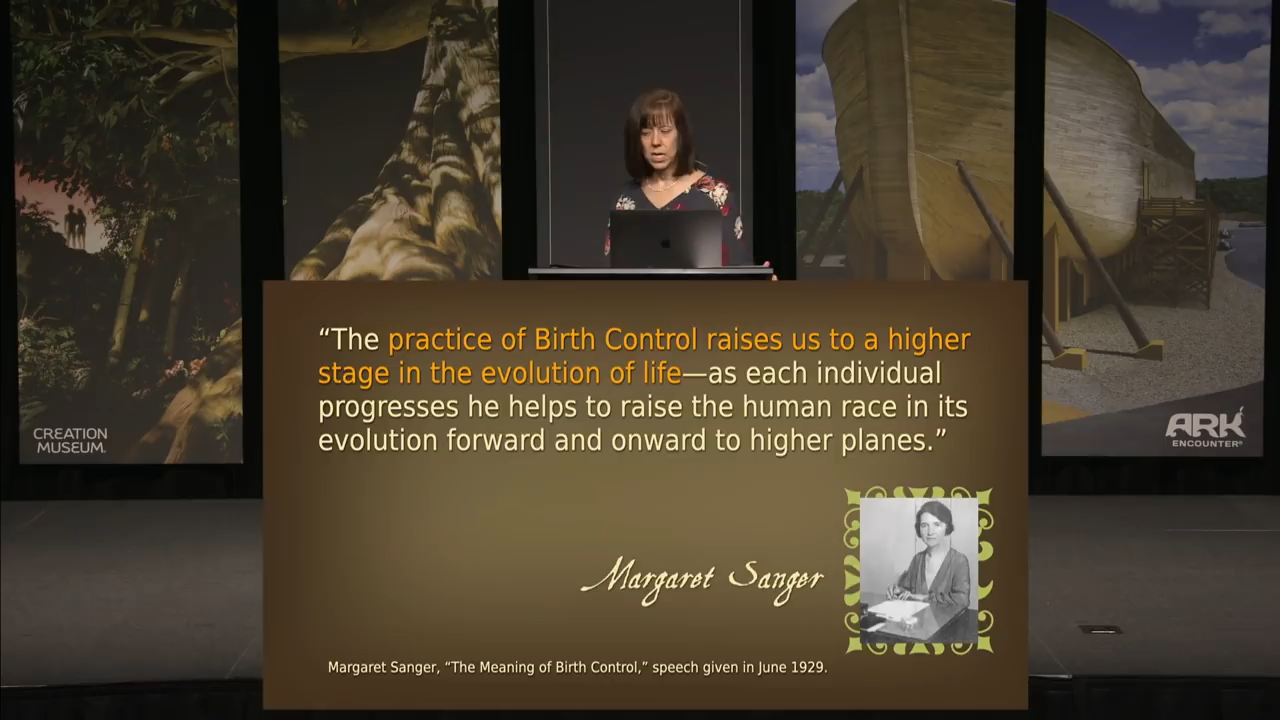 CREATION
MUSEUM
ARK
ENCOUNTER
“The practice of Birth Control raises us to a higher
stage in the evolution of life—as each individual
progresses he helps to raise the human race in its
evolution forward and onward to higher planes.”
Margaret Sanger
Margaret Sanger, “The Meaning of Birth Control,” speech given in June 1929.